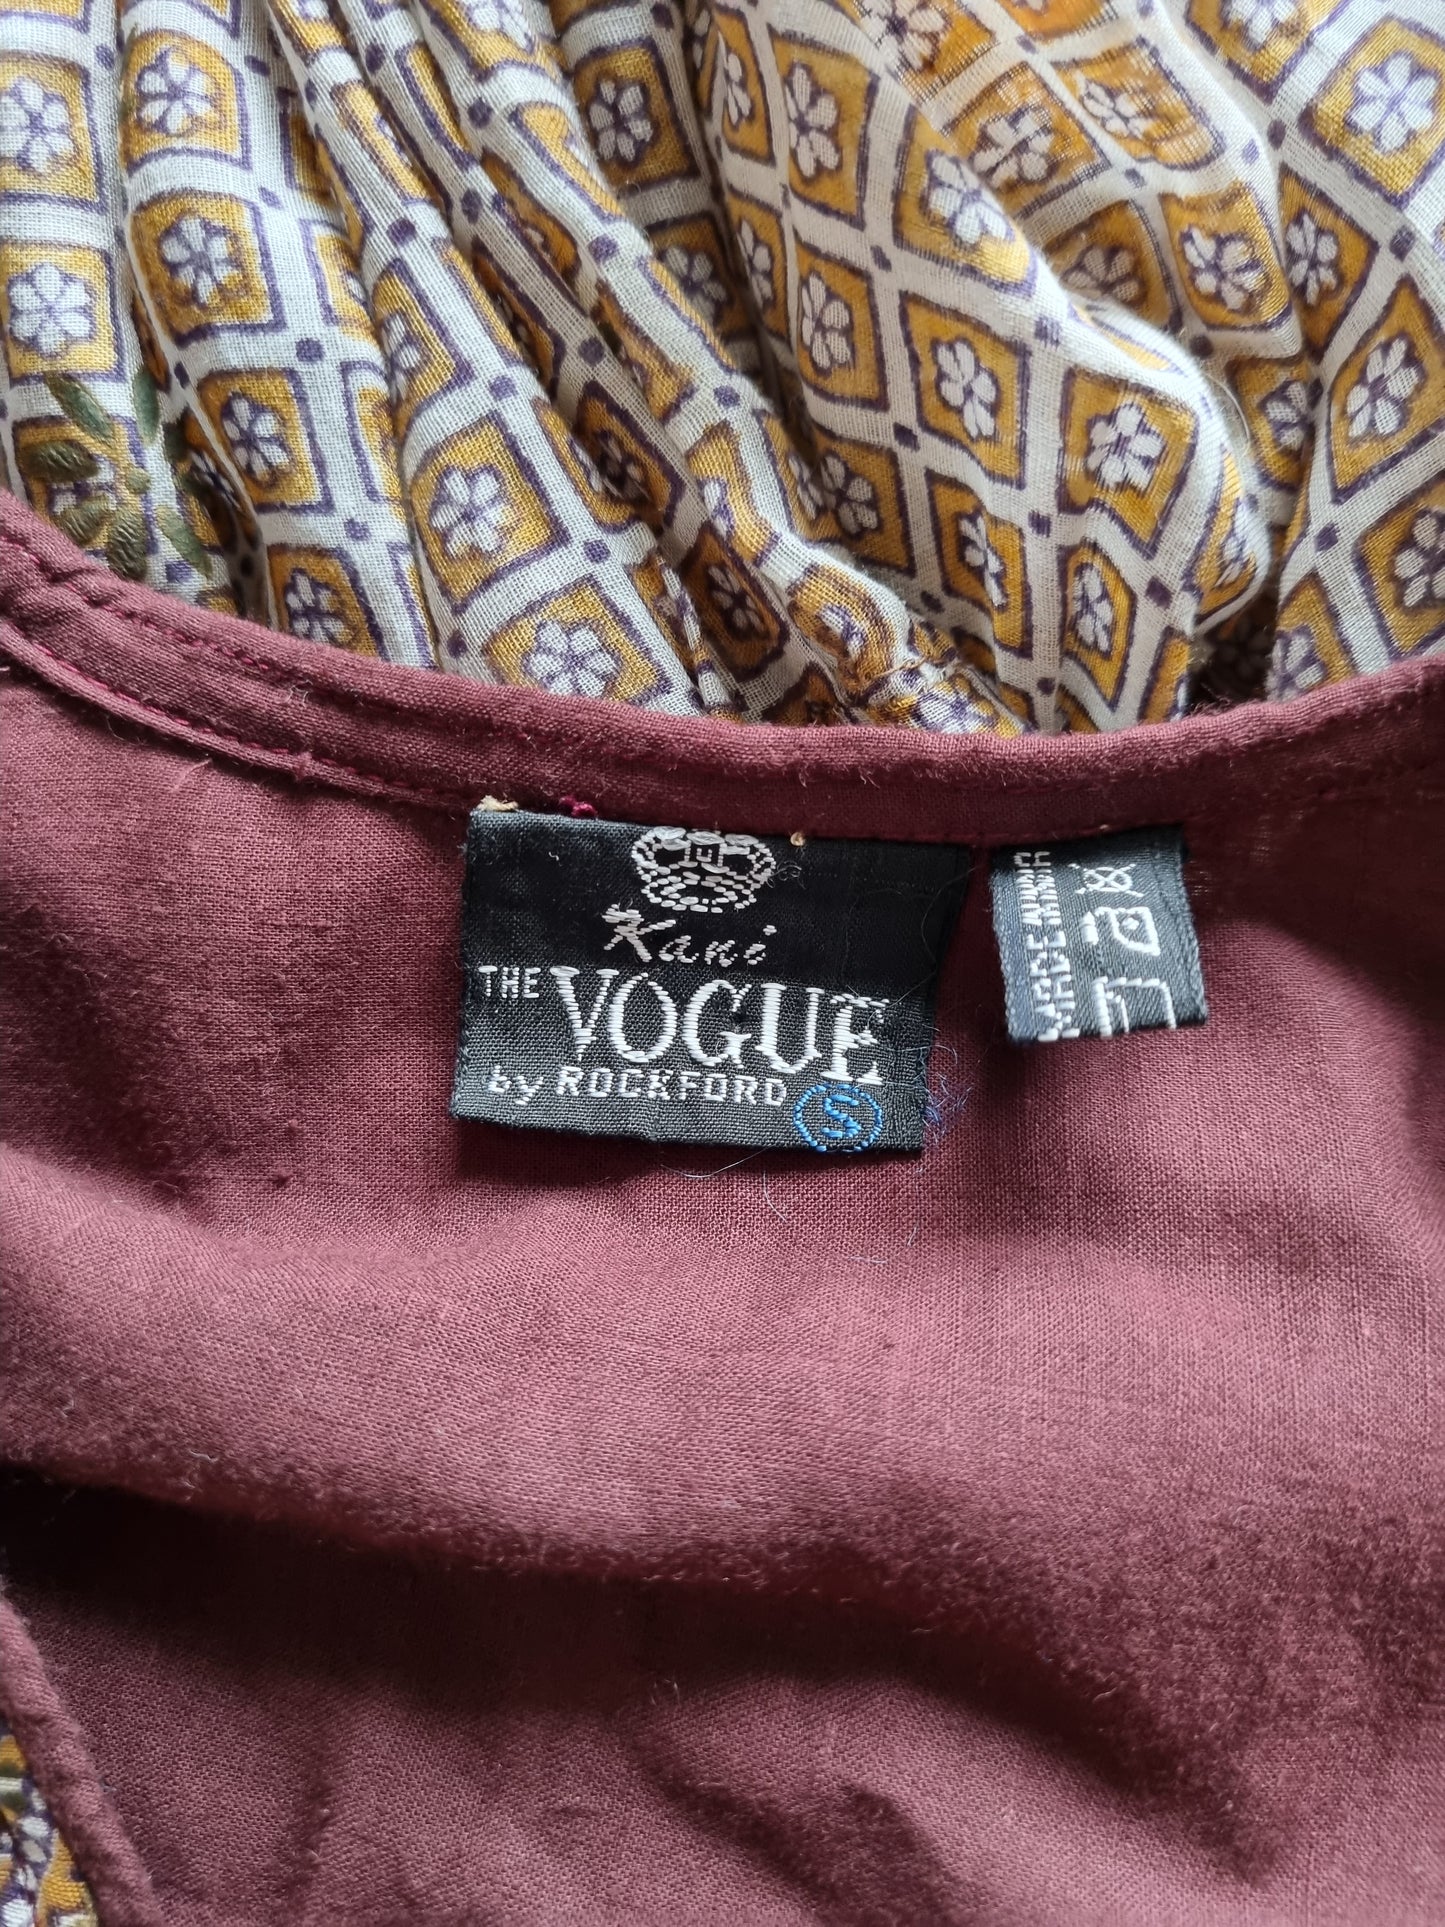 Kani
THE VOGUE
by ROCKFORD
S
MADE IN INDIA